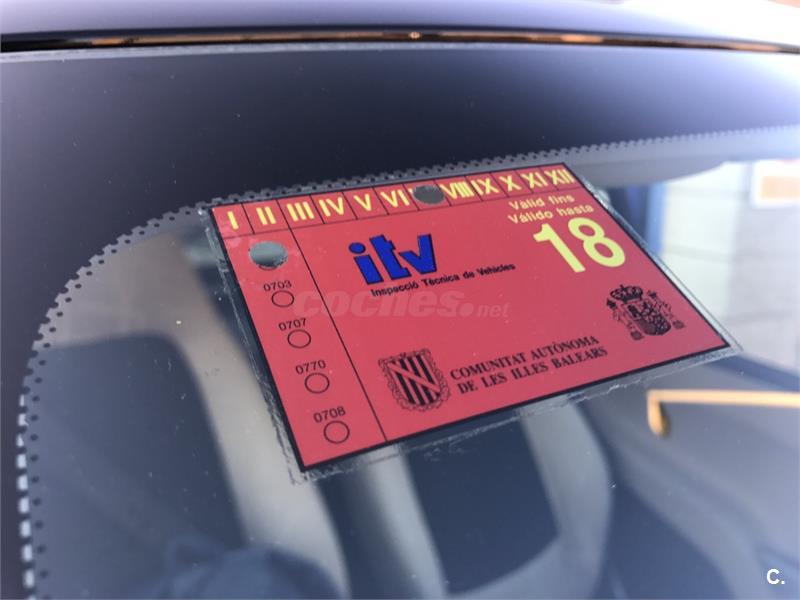 I II III IV V VI VIII IX X XI XII
Vàlid fins
Válido hasta
18
itv
Inspecció Tècnica de Vehicles
0703
0707
0770
0708
COMUNITAT AUTÒNOMA
DE LES ILLES BALEARS
coches.net
C.